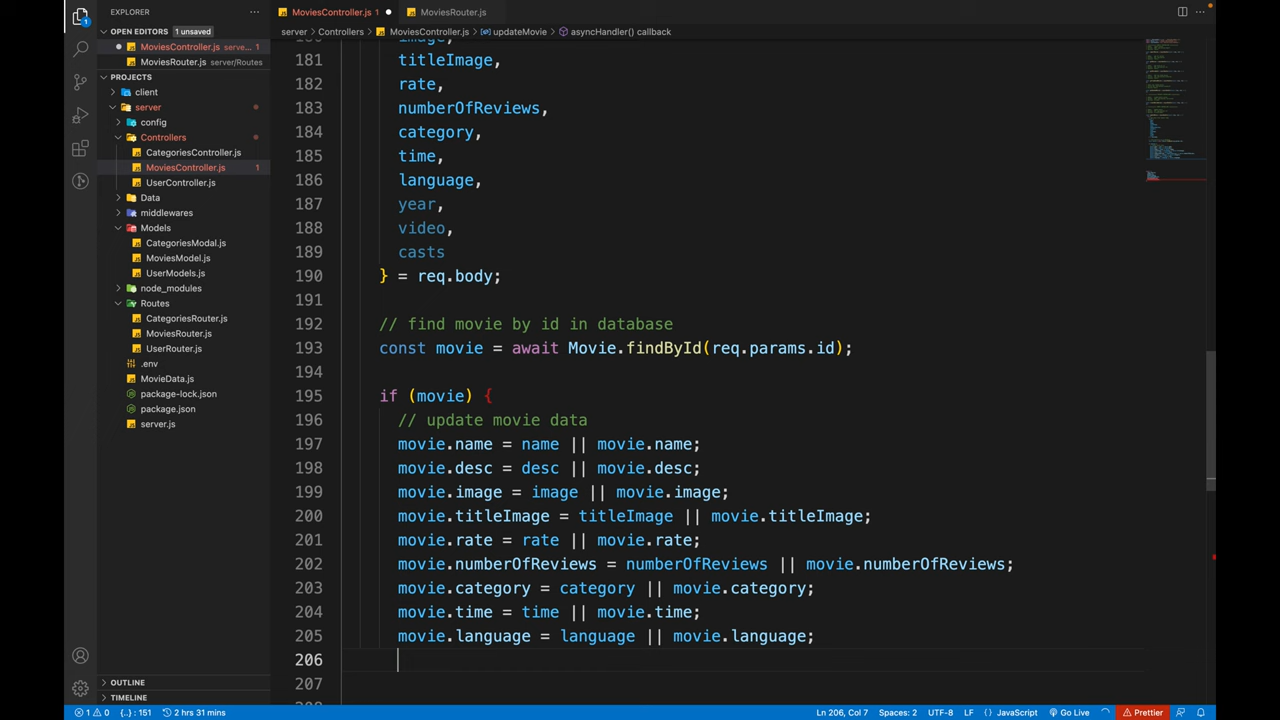 EXPLORER
MoviesController.js 1
MoviesRouter.js
OPEN EDITORS 1 unsaved
server > Controllers > MoviesController.js > updateMovie > asyncHandler() callback
MoviesController.js serve... 1
MoviesRouter.js server/Routes
PROJECTS
client
server
config
Controllers
CategoriesController.js
MoviesController.js 1
UserController.js
Data
middlewares
Models
CategoriesModal.js
MoviesModel.js
UserModels.js
node_modules
Routes
CategoriesRouter.js
MoviesRouter.js
UserRouter.js
.env
MovieData.js
package-lock.json
package.json
server.js
OUTLINE
TIMELINE
180 image,
181 titleImage,
182 rate,
183 numberOfReviews,
184 category,
185 time,
186 language,
187 year,
188 video,
189 casts
190 } = req.body;
191
192 // find movie by id in database
193 const movie = await Movie.findById(req.params.id);
194
195 if (movie) {
196 // update movie data
197 movie.name = name || movie.name;
198 movie.desc = desc || movie.desc;
199 movie.image = image || movie.image;
200 movie.titleImage = titleImage || movie.titleImage;
201 movie.rate = rate || movie.rate;
202 movie.numberOfReviews = numberOfReviews || movie.numberOfReviews;
203 movie.category = category || movie.category;
204 movie.time = time || movie.time;
205 movie.language = language || movie.language;
206
207
1 0 {..} : 151 2 hrs 31 mins Ln 206, Col 7 Spaces: 2 UTF-8 LF {} JavaScript Go Live Prettier